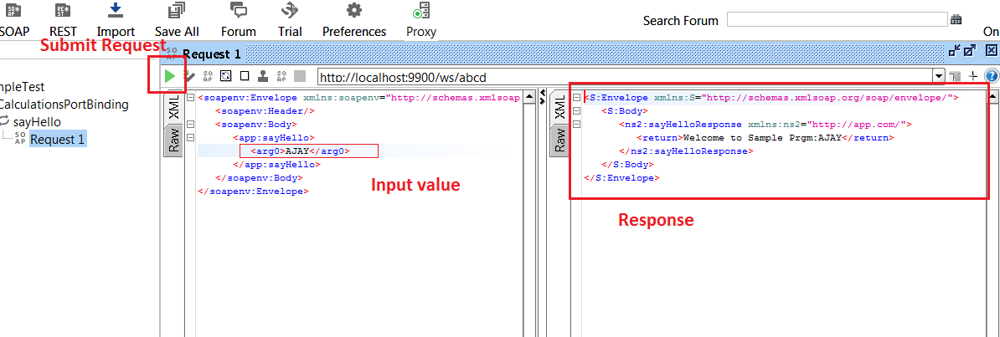 SOAP REST Import Save All Forum Trial Preferences Proxy
Search Forum
On
Submit Request
SO AP Request 1
http://localhost:9900/ws/abcd
mpleTest
CalculationsPortBinding
sayHello
SO AP Request 1
XML
Raw
<soapenv:Envelope xmlns:soapenv="http://schemas.xmlsoap
<soapenv:Header/>
<soapenv:Body>
<app:sayHello>
<arg0>AJAY</arg0>
</app:sayHello>
</soapenv:Body>
</soapenv:Envelope>
Input value
XML
Raw
<S:Envelope xmlns:S="http://schemas.xmlsoap.org/soap/envelope/">
<S:Body>
<ns2:sayHelloResponse xmlns:ns2="http://app.com/">
<return>Welcome to Sample Prgm:AJAY</return>
</ns2:sayHelloResponse>
</S:Body>
</S:Envelope>
Response